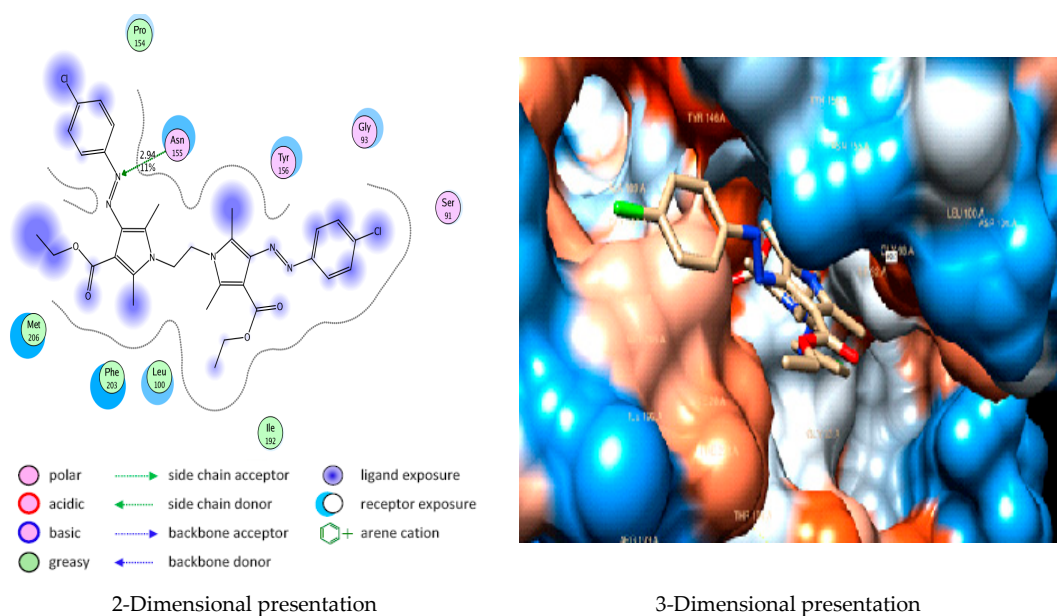 Pro
154
Cl
Asn
155
2.94
11%
Gly
93
Tyr
156
Ser
91
N
N
Cl
O
O
N
N
N
N
O
O
Met
206
Phe
203
Leu
100
Ile
192
polar
acidic
basic
greasy
side chain acceptor
side chain donor
backbone acceptor
backbone donor
ligand exposure
receptor exposure
arene cation
TYR 146A
LEU 100 A
2-Dimensional presentation
3-Dimensional presentation